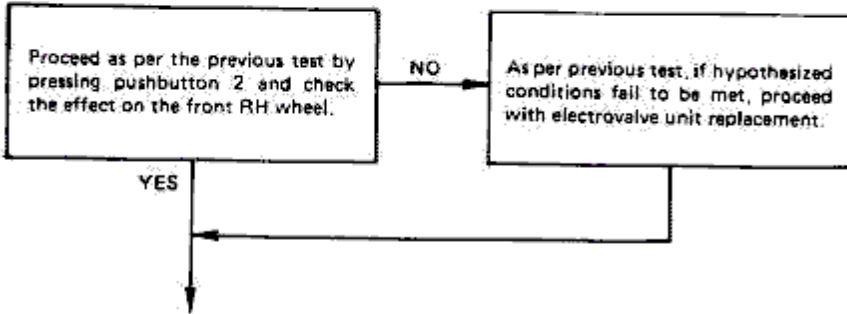 Proceed as per the previous test by
pressing pushbutton 2 and check
the effect on the front RH wheel.
NO
As per previous test, if hypothesized
conditions fail to be met, proceed
with electrovalve unit replacement.
YES